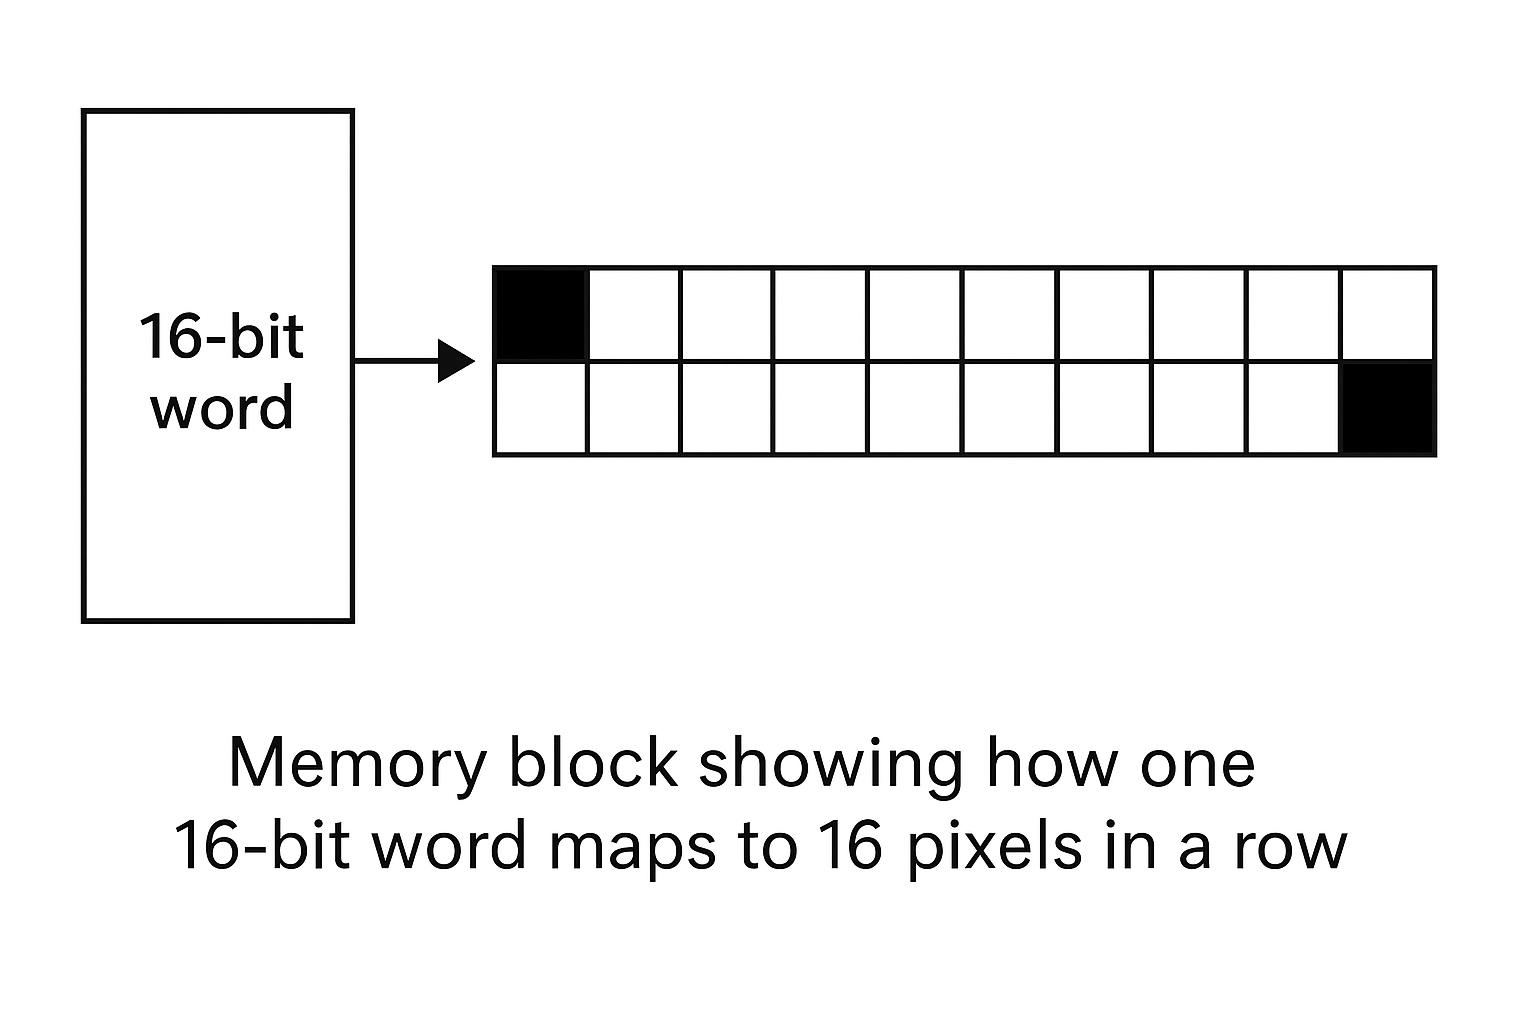 16-bit
word
Memory block showing how one
16-bit word maps to 16 pixels in a row